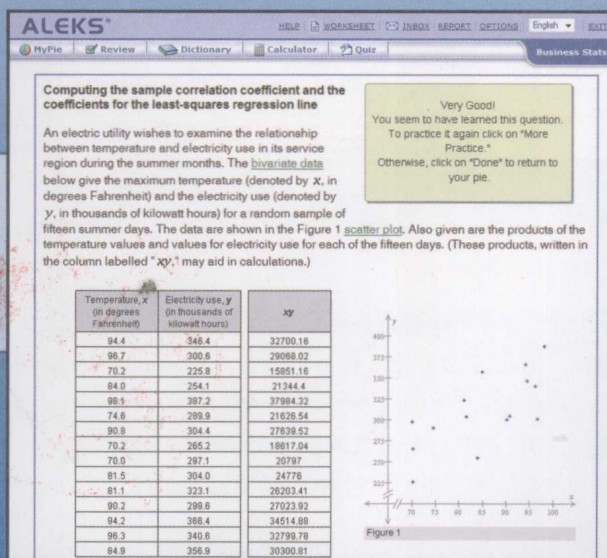 ALEKS®
HELP WORKSHEET INBOX REPORT OPTIONS English EXIT
MyPie Review Dictionary Calculator Quiz Business Stats
Computing the sample correlation coefficient and the
coefficients for the least-squares regression line
Very Good!
You seem to have learned this question.
To practice it again click on "More
Practice."
Otherwise, click on "Done" to return to
your pie.
An electric utility wishes to examine the relationship
between temperature and electricity use in its service
region during the summer months. The bivariate data
below give the maximum temperature (denoted by x, in
degrees Fahrenheit) and the electricity use (denoted by
y, in thousands of kilowatt hours) for a random sample of
fifteen summer days. The data are shown in the Figure 1 scatter plot. Also given are the products of the
temperature values and values for electricity use for each of the fifteen days. (These products, written in
the column labelled "xy," may aid in calculations.)
Temperature, x Electricity use, y
(in degrees (in thousands of xy
Fahrenheit) kilowatt hours)
94.4 346.4 32700.16
96.7 300.6 29068.02
70.2 225.8 15851.16
84.0 254.1 21344.4
98.1 387.2 37984.32
74.6 289.9 21626.54
90.8 304.4 27639.52
70.2 265.2 18617.04
70.0 297.1 20797
81.5 304.0 24776
81.1 323.1 26203.41
90.2 299.6 27023.92
94.2 366.4 34514.88
96.3 340.6 32799.78
84.9 356.9 30300.81
y
400
375
350
325
300
275
250
225
x
70 75 80 85 90 95 100
Figure 1